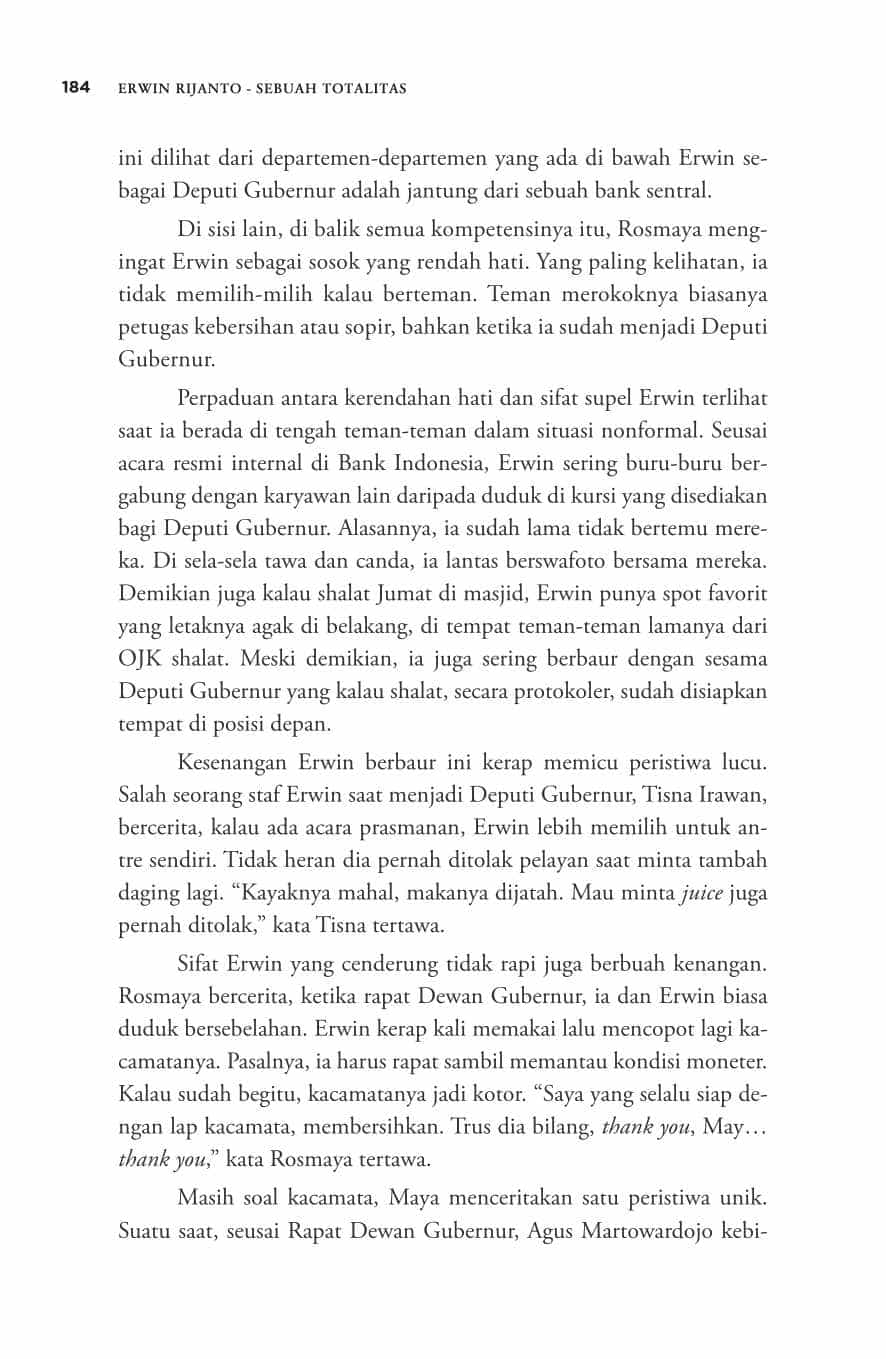 184 ERWIN RIJANTO - SEBUAH TOTALITAS
ini dilihat dari departemen-departemen yang ada di bawah Erwin se-
bagai Deputi Gubernur adalah jantung dari sebuah bank sentral.
Di sisi lain, di balik semua kompetensinya itu, Rosmaya meng-
ingat Erwin sebagai sosok yang rendah hati. Yang paling kelihatan, ia
tidak memilih-milih kalau berteman. Teman merokoknya biasanya
petugas kebersihan atau sopir, bahkan ketika ia sudah menjadi Deputi
Gubernur.
Perpaduan antara kerendahan hati dan sifat supel Erwin terlihat
saat ia berada di tengah teman-teman dalam situasi nonformal. Seusai
acara resmi internal di Bank Indonesia, Erwin sering buru-buru ber-
gabung dengan karyawan lain daripada duduk di kursi yang disediakan
bagi Deputi Gubernur. Alasannya, ia sudah lama tidak bertemu mere-
ka. Di sela-sela tawa dan canda, ia lantas berswafoto bersama mereka.
Demikian juga kalau shalat Jumat di masjid, Erwin punya spot favorit
yang letaknya agak di belakang, di tempat teman-teman lamanya dari
OJK shalat. Meski demikian, ia juga sering berbaur dengan sesama
Deputi Gubernur yang kalau shalat, secara protokoler, sudah disiapkan
tempat di posisi depan.
Kesenangan Erwin berbaur ini kerap memicu peristiwa lucu.
Salah seorang staf Erwin saat menjadi Deputi Gubernur, Tisna Irawan,
bercerita, kalau ada acara prasmanan, Erwin lebih memilih untuk an-
tre sendiri. Tidak heran dia pernah ditolak pelayan saat minta tambah
daging lagi. “Kayaknya mahal, makanya dijatah. Mau minta juice juga
pernah ditolak,” kata Tisna tertawa.
Sifat Erwin yang cenderung tidak rapi juga berbuah kenangan.
Rosmaya bercerita, ketika rapat Dewan Gubernur, ia dan Erwin biasa
duduk bersebelahan. Erwin kerap kali memakai lalu mencopot lagi ka-
camatanya. Pasalnya, ia harus rapat sambil memantau kondisi moneter.
Kalau sudah begitu, kacamatanya jadi kotor. “Saya yang selalu siap de-
ngan lap kacamata, membersihkan. Trus dia bilang, thank you, May…
thank you,” kata Rosmaya tertawa.
Masih soal kacamata, Maya menceritakan satu peristiwa unik.
Suatu saat, seusai Rapat Dewan Gubernur, Agus Martowardojo kebi-